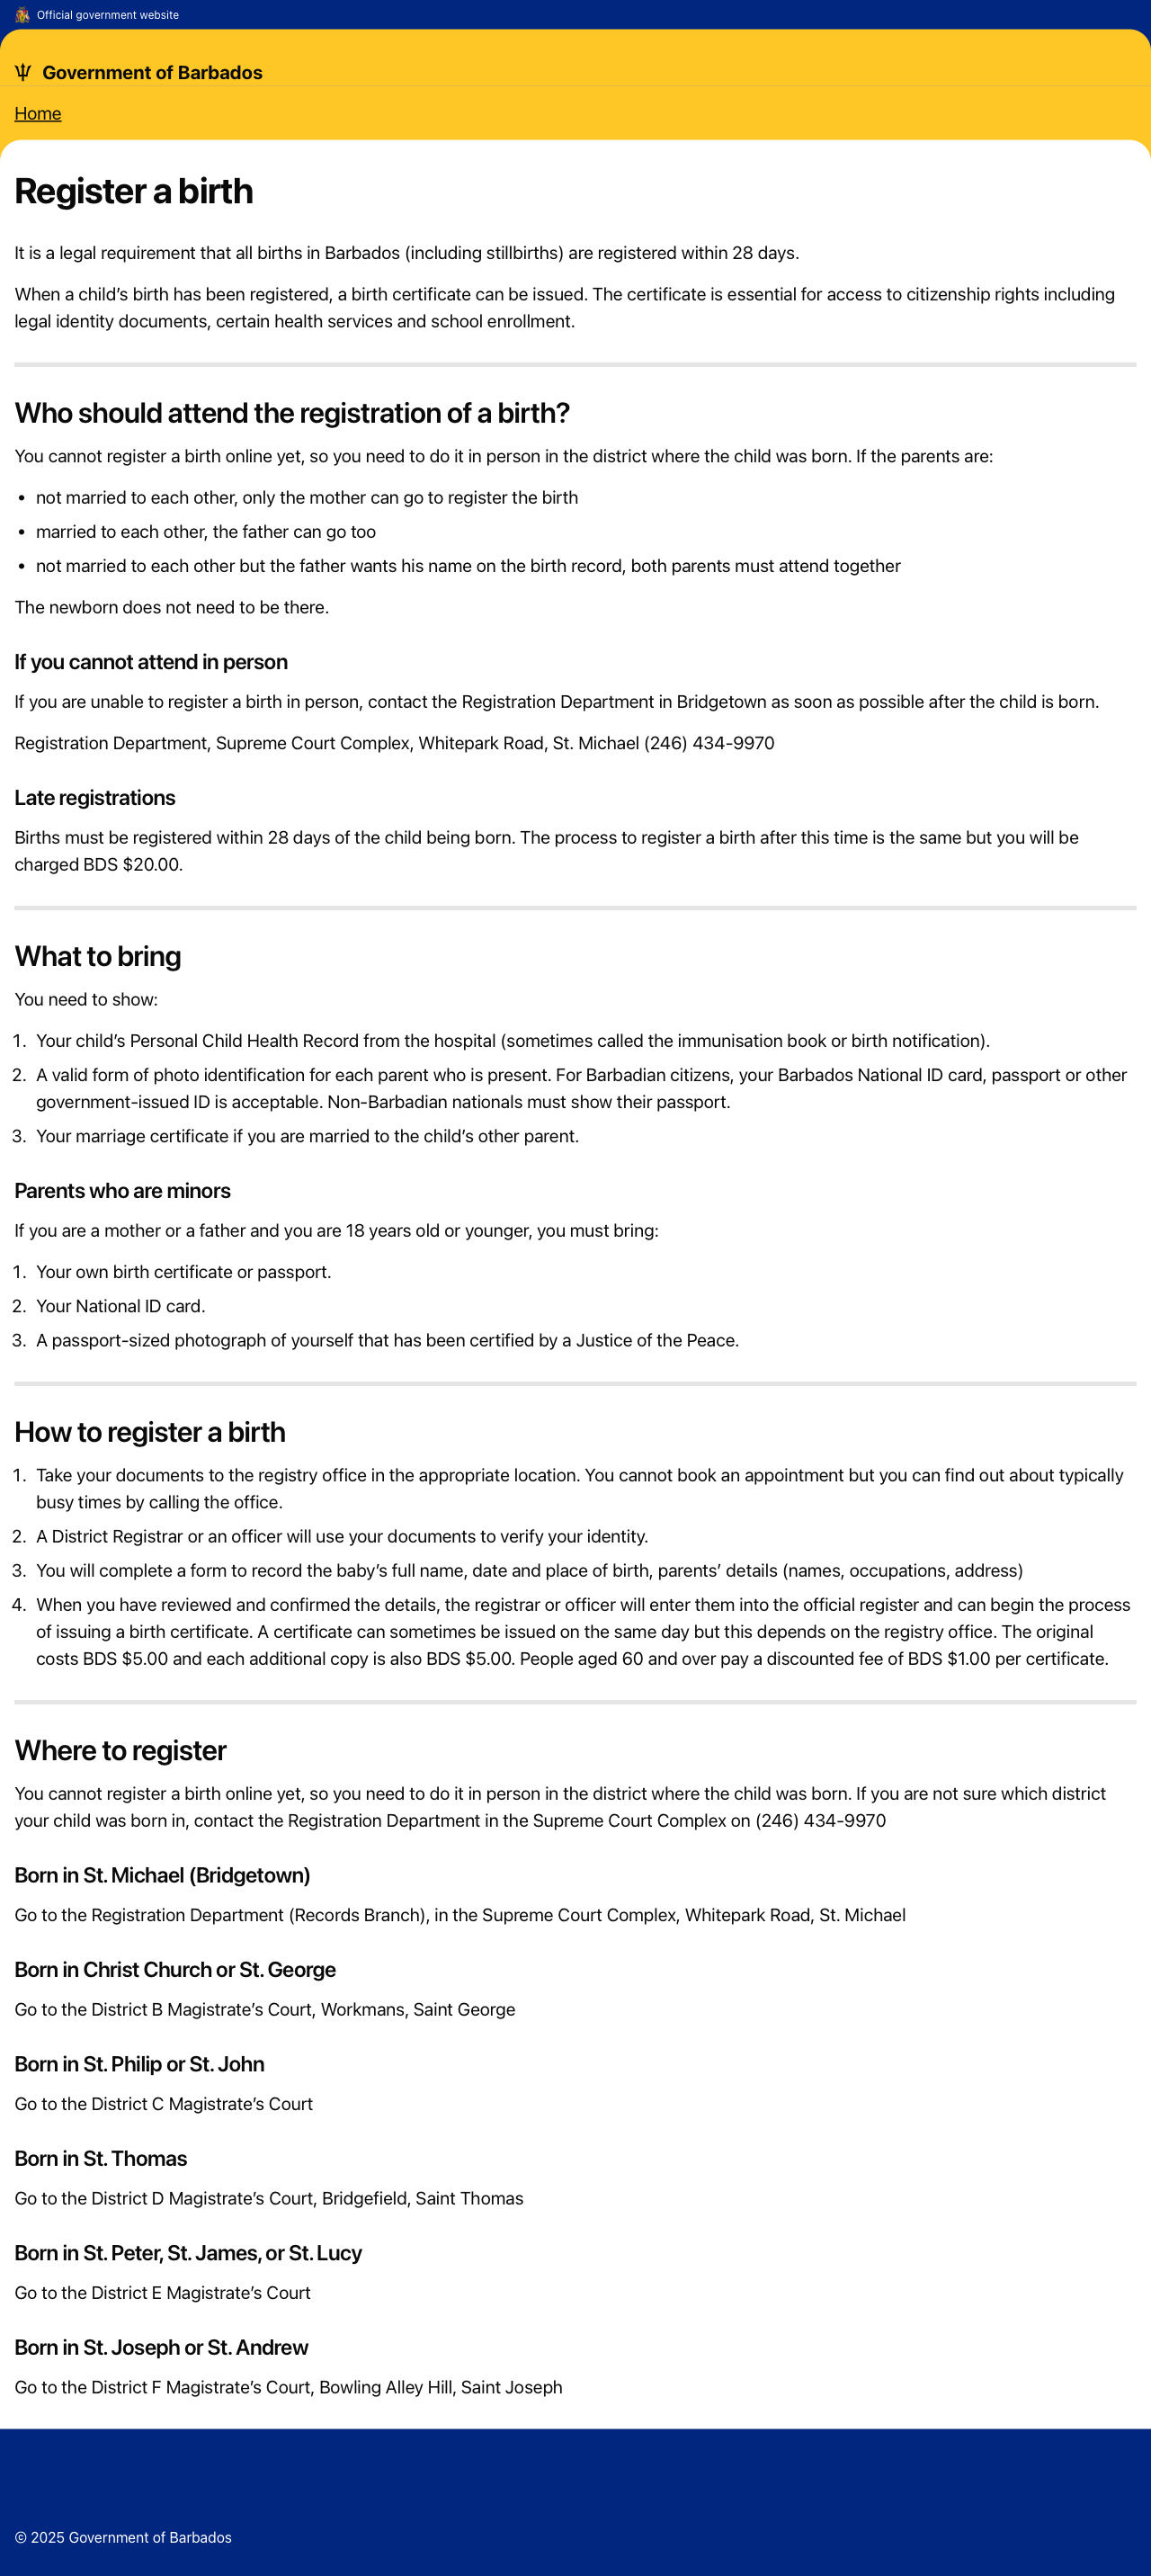 Official government website
Government of Barbados
Home
Register a birth
It is a legal requirement that all births in Barbados (including stillbirths) are registered within 28 days.
When a child’s birth has been registered, a birth certificate can be issued. The certificate is essential for access to citizenship rights including
legal identity documents, certain health services and school enrollment.
Who should attend the registration of a birth?
You cannot register a birth online yet, so you need to do it in person in the district where the child was born. If the parents are:
• not married to each other, only the mother can go to register the birth
• married to each other, the father can go too
• not married to each other but the father wants his name on the birth record, both parents must attend together
The newborn does not need to be there.
If you cannot attend in person
If you are unable to register a birth in person, contact the Registration Department in Bridgetown as soon as possible after the child is born.
Registration Department, Supreme Court Complex, Whitepark Road, St. Michael (246) 434-9970
Late registrations
Births must be registered within 28 days of the child being born. The process to register a birth after this time is the same but you will be
charged BDS $20.00.
What to bring
You need to show:
1. Your child’s Personal Child Health Record from the hospital (sometimes called the immunisation book or birth notification).
2. A valid form of photo identification for each parent who is present. For Barbadian citizens, your Barbados National ID card, passport or other
government-issued ID is acceptable. Non-Barbadian nationals must show their passport.
3. Your marriage certificate if you are married to the child’s other parent.
Parents who are minors
If you are a mother or a father and you are 18 years old or younger, you must bring:
1. Your own birth certificate or passport.
2. Your National ID card.
3. A passport-sized photograph of yourself that has been certified by a Justice of the Peace.
How to register a birth
1. Take your documents to the registry office in the appropriate location. You cannot book an appointment but you can find out about typically
busy times by calling the office.
2. A District Registrar or an officer will use your documents to verify your identity.
3. You will complete a form to record the baby’s full name, date and place of birth, parents’ details (names, occupations, address)
4. When you have reviewed and confirmed the details, the registrar or officer will enter them into the official register and can begin the process
of issuing a birth certificate. A certificate can sometimes be issued on the same day but this depends on the registry office. The original
costs BDS $5.00 and each additional copy is also BDS $5.00. People aged 60 and over pay a discounted fee of BDS $1.00 per certificate.
Where to register
You cannot register a birth online yet, so you need to do it in person in the district where the child was born. If you are not sure which district
your child was born in, contact the Registration Department in the Supreme Court Complex on (246) 434-9970
Born in St. Michael (Bridgetown)
Go to the Registration Department (Records Branch), in the Supreme Court Complex, Whitepark Road, St. Michael
Born in Christ Church or St. George
Go to the District B Magistrate’s Court, Workmans, Saint George
Born in St. Philip or St. John
Go to the District C Magistrate’s Court
Born in St. Thomas
Go to the District D Magistrate’s Court, Bridgefield, Saint Thomas
Born in St. Peter, St. James, or St. Lucy
Go to the District E Magistrate’s Court
Born in St. Joseph or St. Andrew
Go to the District F Magistrate’s Court, Bowling Alley Hill, Saint Joseph
© 2025 Government of Barbados